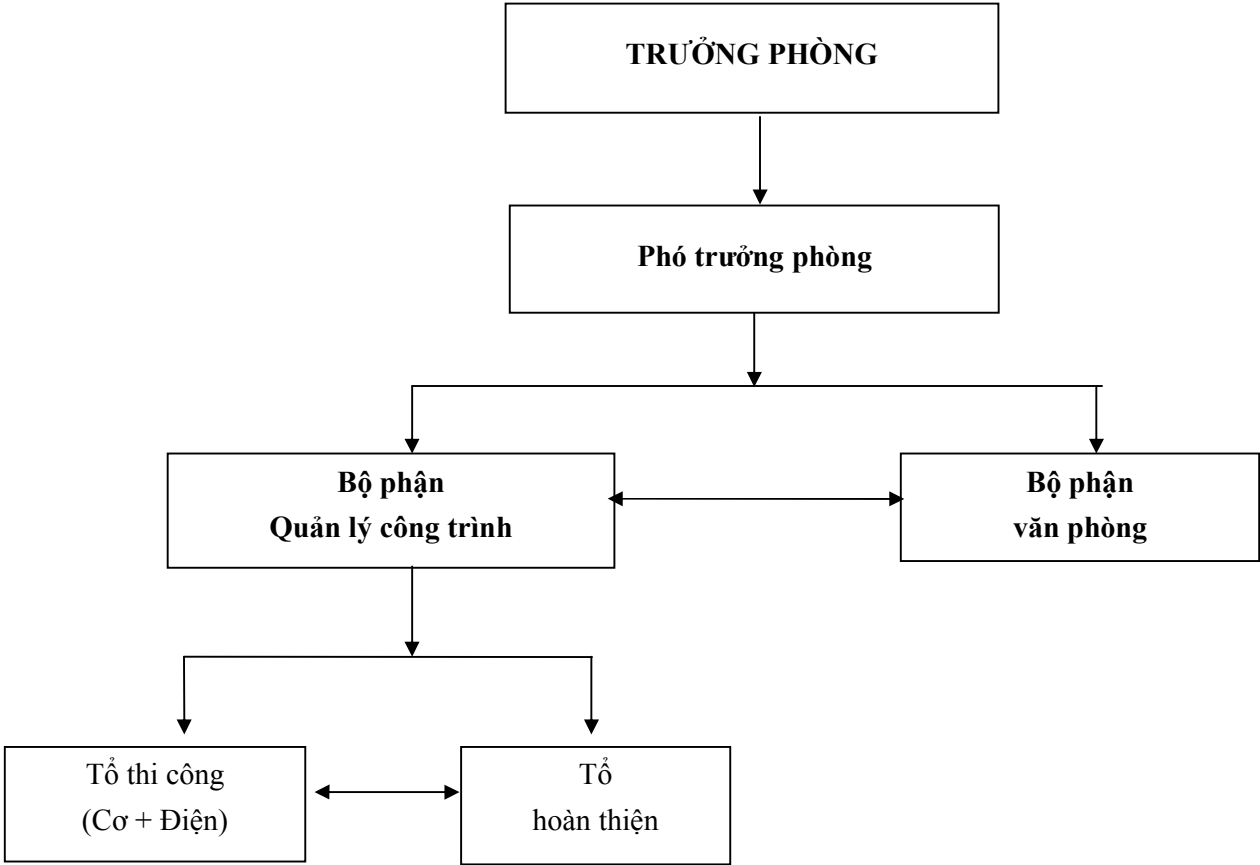 TRƯỞNG PHÒNG
Phó trưởng phòng
Bộ phận
Quản lý công trình
Bộ phận
văn phòng
Tổ thi công
(Cơ + Điện)
Tổ
hoàn thiện